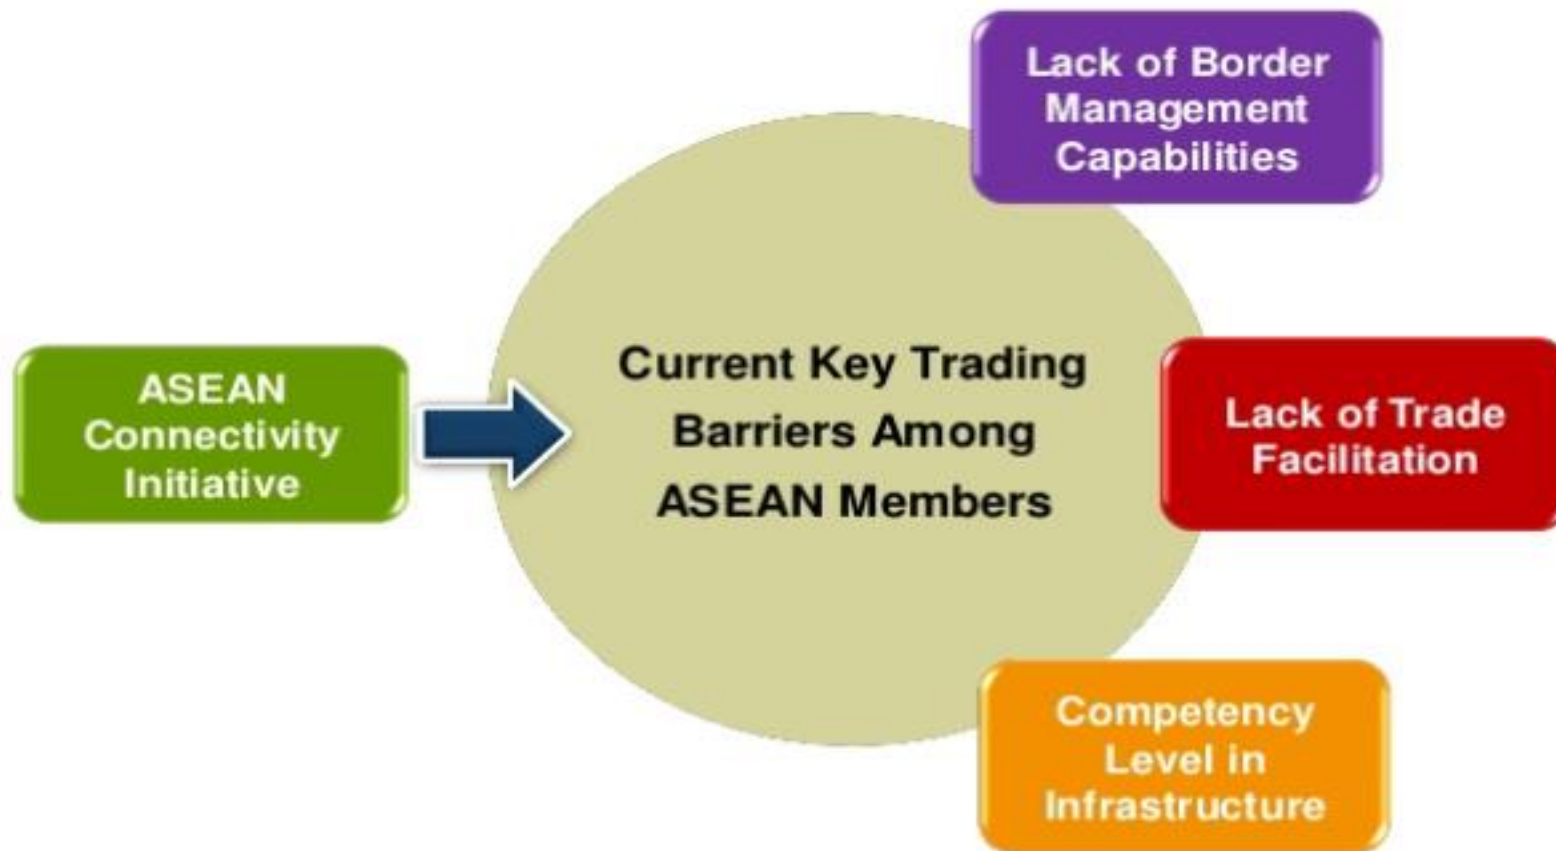 Lack of Border
Management
Capabilities
ASEAN
Connectivity
Initiative
Current Key Trading
Barriers Among
ASEAN Members
Lack of Trade
Facilitation
Competency
Level in
Infrastructure